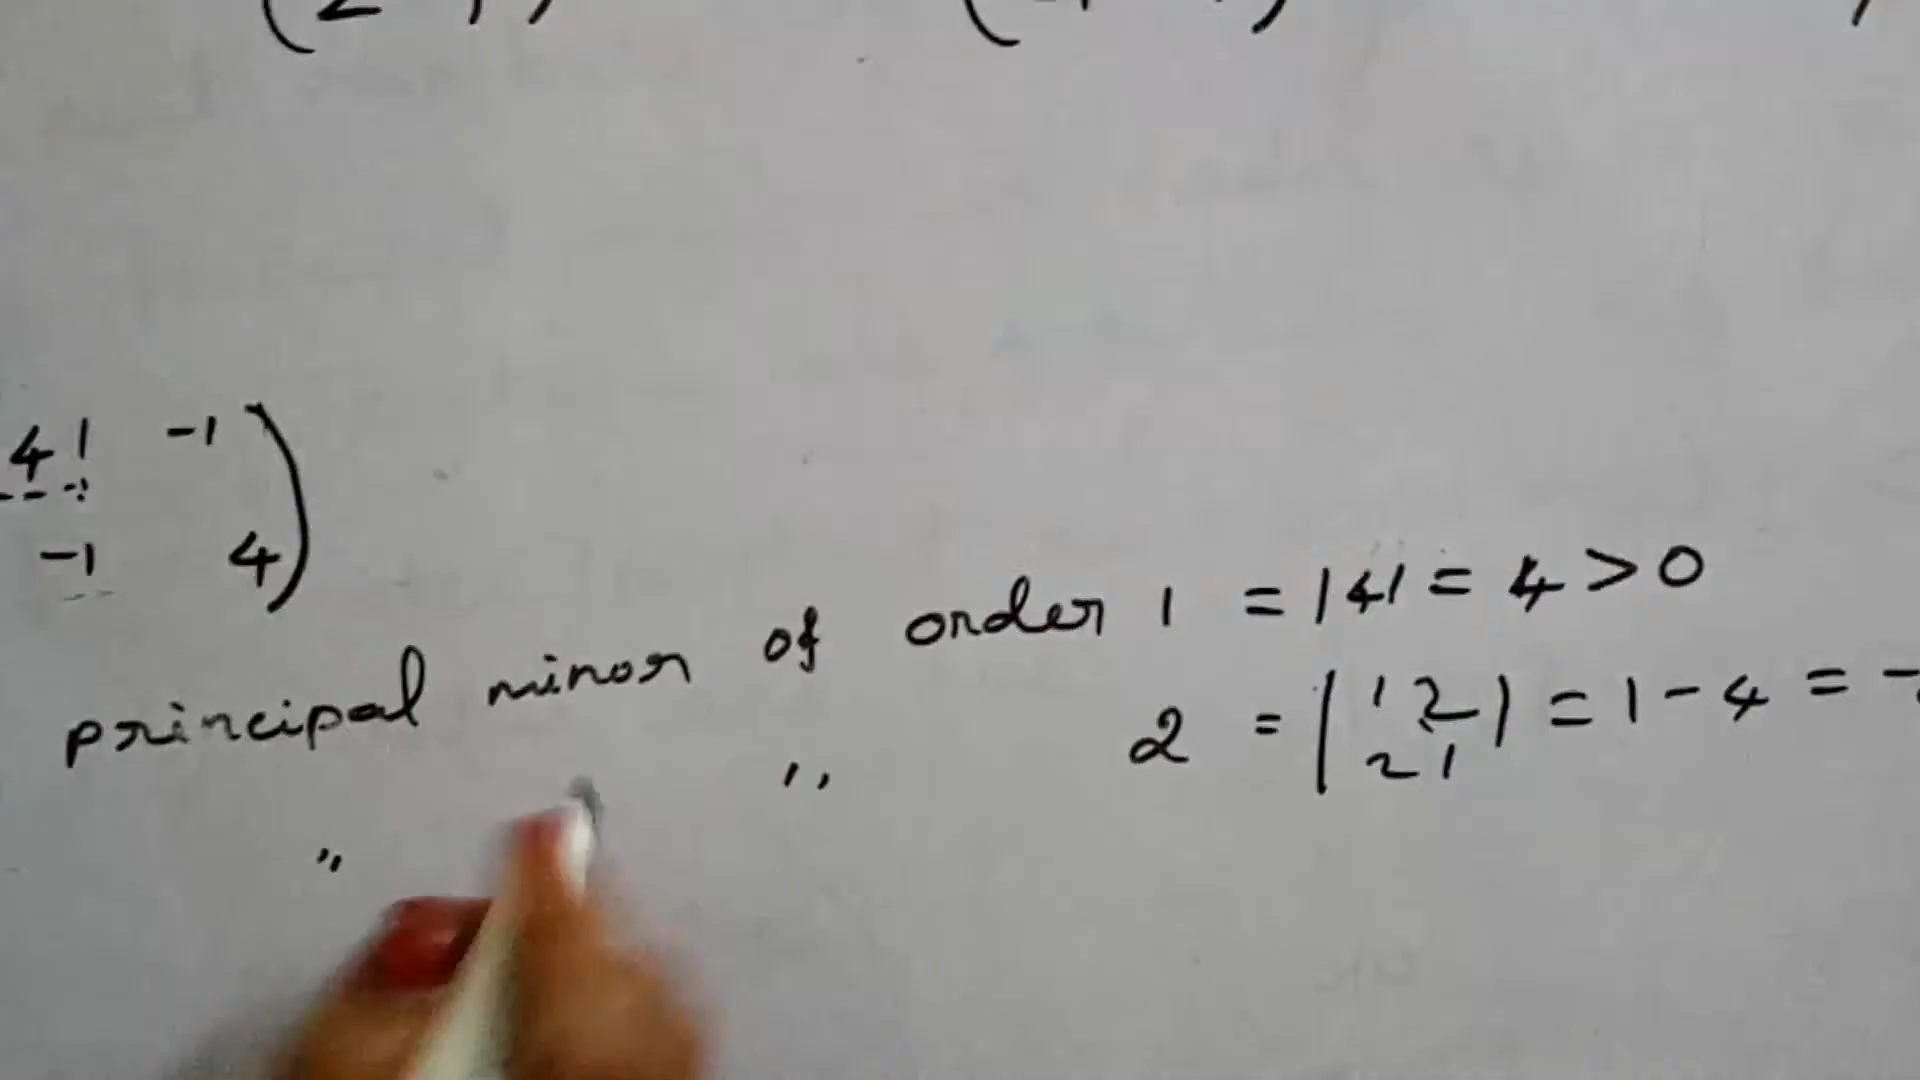 4 -1
-1 4
principal minor of order 1 = |4| = 4 > 0
,, 2 = | 1 2 | = 1 - 4 = -
2 1
,,